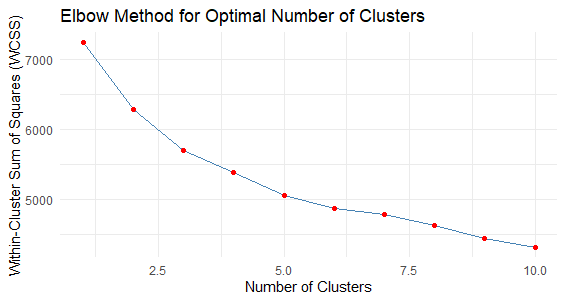 Elbow Method for Optimal Number of Clusters
Within-Cluster Sum of Squares (WCSS)
7000
6000
5000
2.5 5.0 7.5 10.0
Number of Clusters